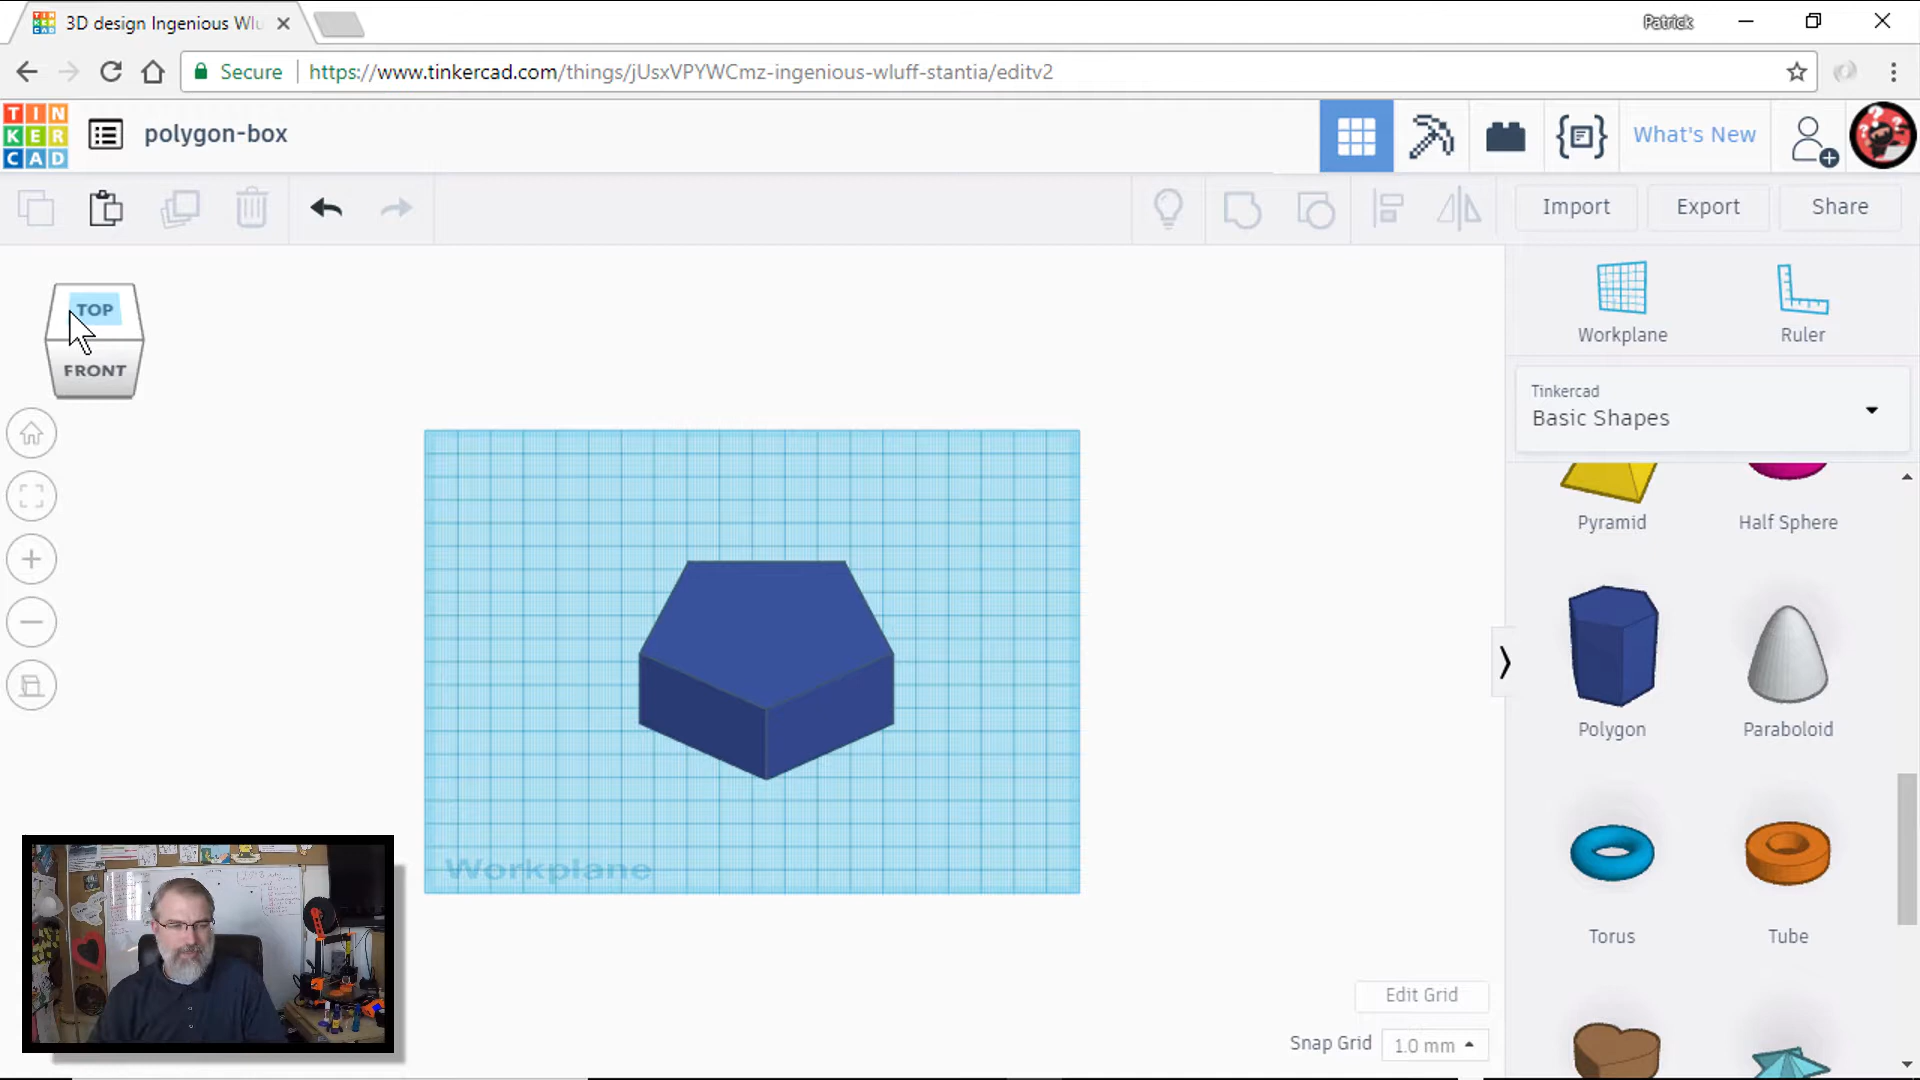 3D design Ingenious Wlu
Patrick
Secure
https://www.tinkercad.com/things/jUsxVPYWCmz-ingenious-wluff-stantia/editv2
TIN
KER
CAD
polygon-box
What's New
Import
Export
Share
TOP
FRONT
Workplane
Ruler
Tinkercad
Basic Shapes
Pyramid
Half Sphere
Polygon
Paraboloid
Torus
Tube
Workplane
Edit Grid
Snap Grid
1.0 mm